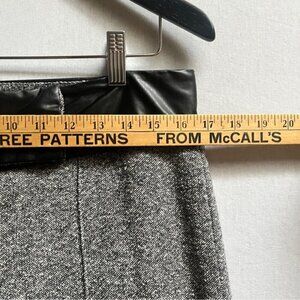 10 11 12 13 14 15 16 17 18 19 20
REE PATTERNS FROM McCALL'S